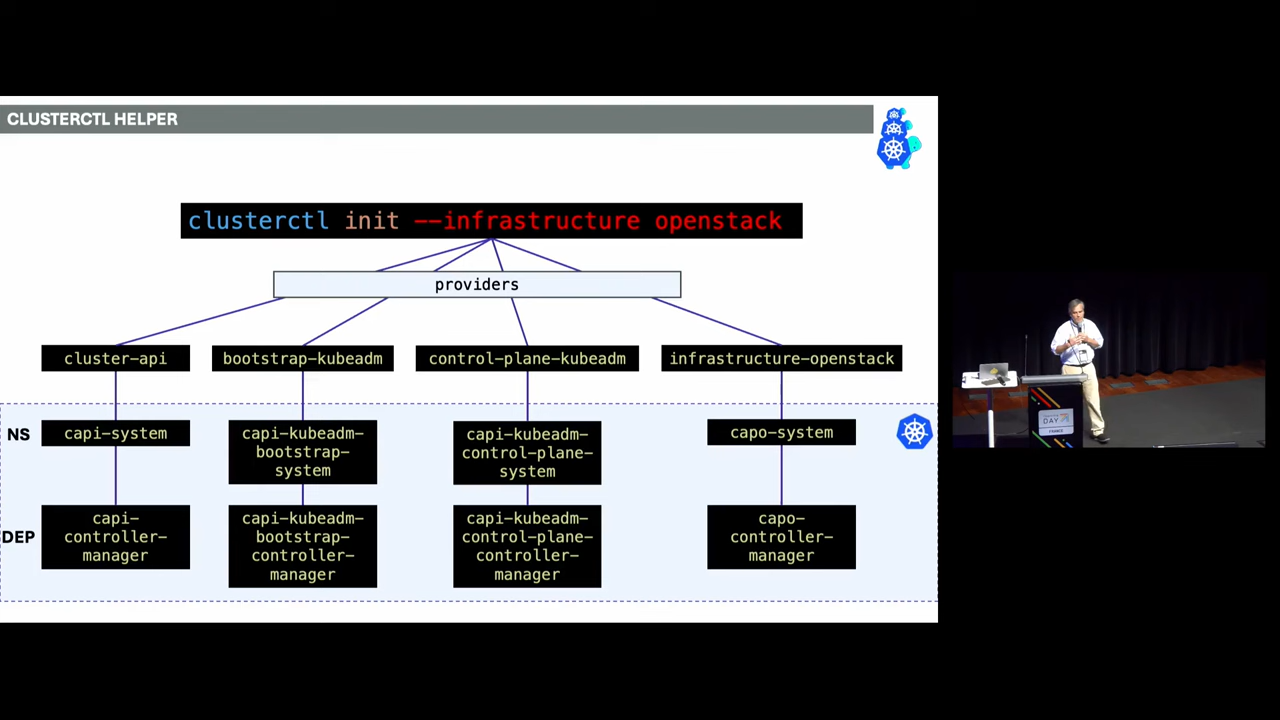 CLUSTERCTL HELPER
clusterctl init --infrastructure openstack
providers
cluster-api
bootstrap-kubeadm
control-plane-kubeadm
infrastructure-openstack
NS
capi-system
capi-kubeadm-
bootstrap-
system
capi-kubeadm-
control-plane-
system
capo-system
DEP
capi-
controller-
manager
capi-kubeadm-
bootstrap-
controller-
manager
capi-kubeadm-
control-plane-
controller-
manager
capo-
controller-
manager
DAY
FRANCE